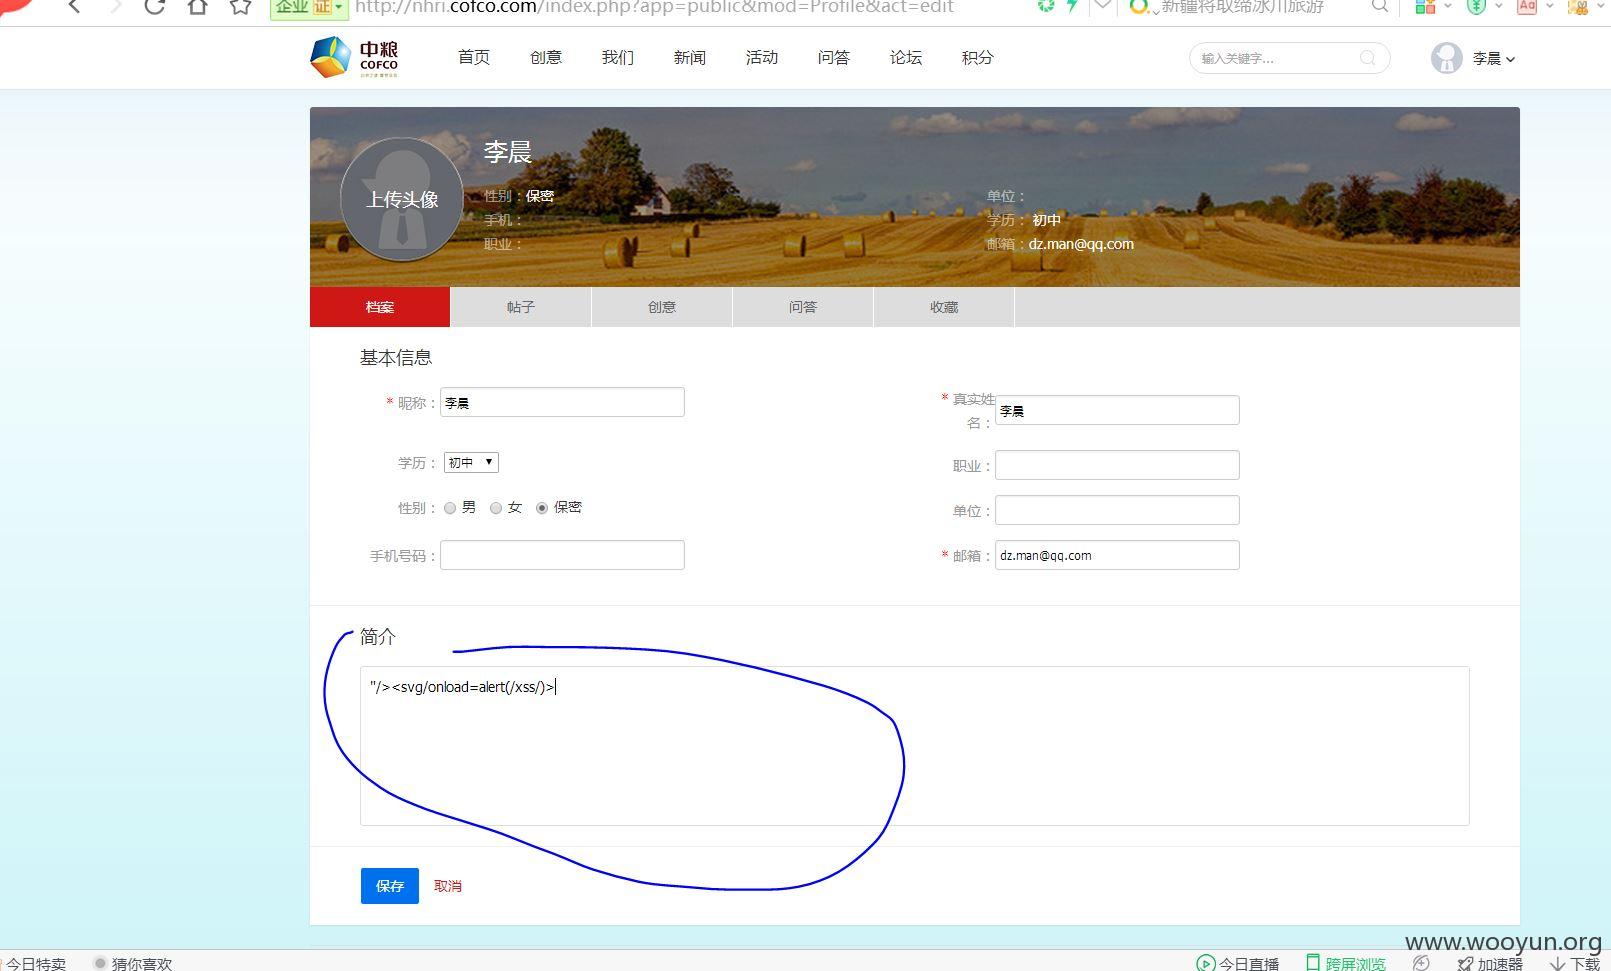 企业 证 http://nhri.cofco.com/index.php?app=public&mod=Profile&act=edit 新疆将取缔冰川旅游
中粮 COFCO 首页 创意 我们 新闻 活动 问答 论坛 积分 输入关键字... 李晨
李晨
上传头像
性别：保密 单位：
手机： 学历： 初中
职业： 邮箱：dz.man@qq.com
档案 帖子 创意 问答 收藏
基本信息
* 昵称： 李晨 * 真实姓名： 李晨
学历： 初中 职业：
性别： 男 女 保密 单位：
手机号码： * 邮箱： dz.man@qq.com
简介
"/><svg/onload=alert(/xss/)>
保存 取消
www.wooyun.org
今日特卖 猜你喜欢 今日直播 跨屏浏览 加速器 下载